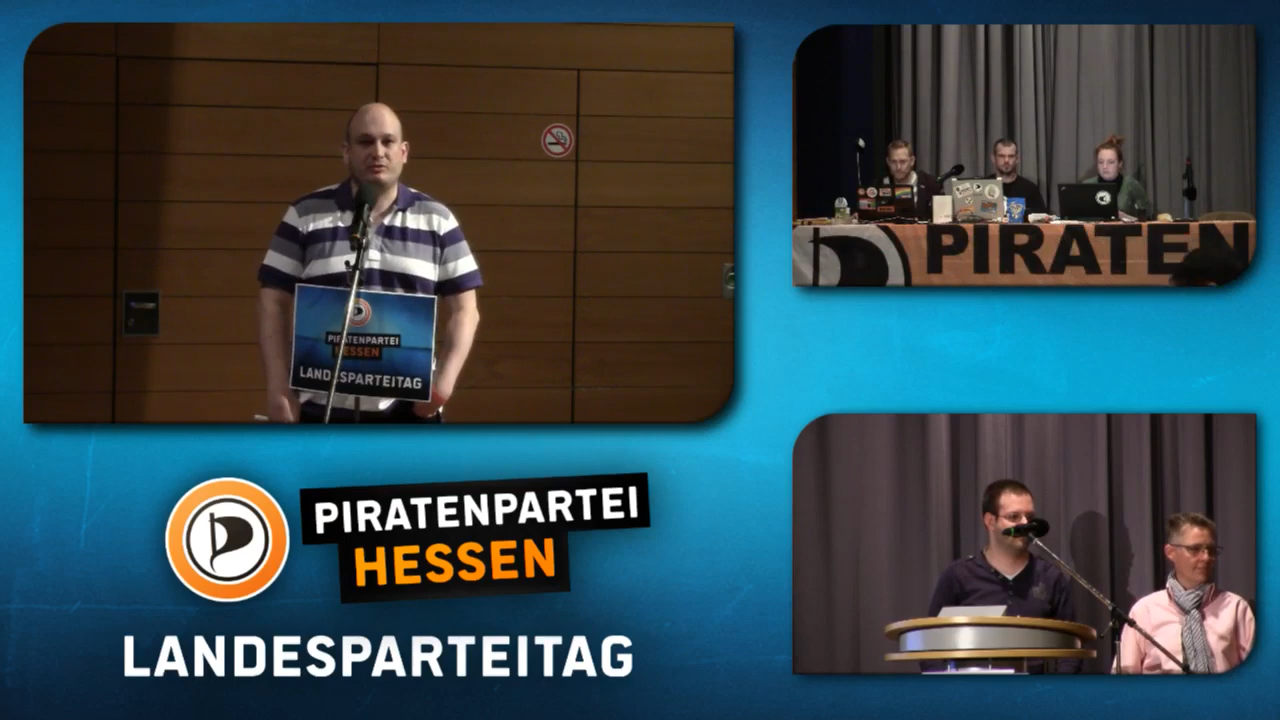 PIRATENPARTEI
HESSEN
LANDESPARTEITAG
PIRATEN
PIRATENPARTEI
HESSEN
LANDESPARTEITAG